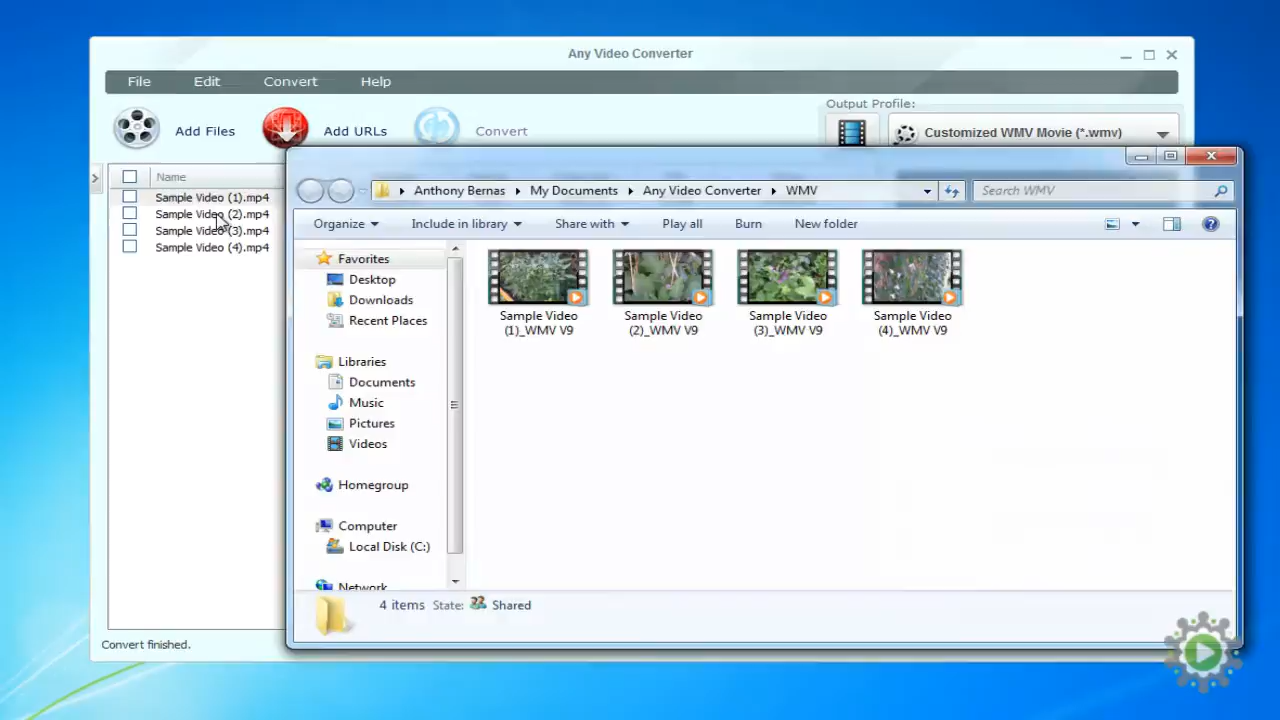 Any Video Converter
File Edit Convert Help
Add Files Add URLs Convert
Output Profile:
Customized WMV Movie (*.wmv)
Name
Sample Video (1).mp4
Sample Video (2).mp4
Sample Video (3).mp4
Sample Video (4).mp4
Convert finished.
Anthony Bernas My Documents Any Video Converter WMV
Search WMV
Organize Include in library Share with Play all Burn New folder
Favorites
Desktop
Downloads
Recent Places
Libraries
Documents
Music
Pictures
Videos
Homegroup
Computer
Local Disk (C:)
Network
Sample Video
(1)_WMV V9
Sample Video
(2)_WMV V9
Sample Video
(3)_WMV V9
Sample Video
(4)_WMV V9
4 items State: Shared